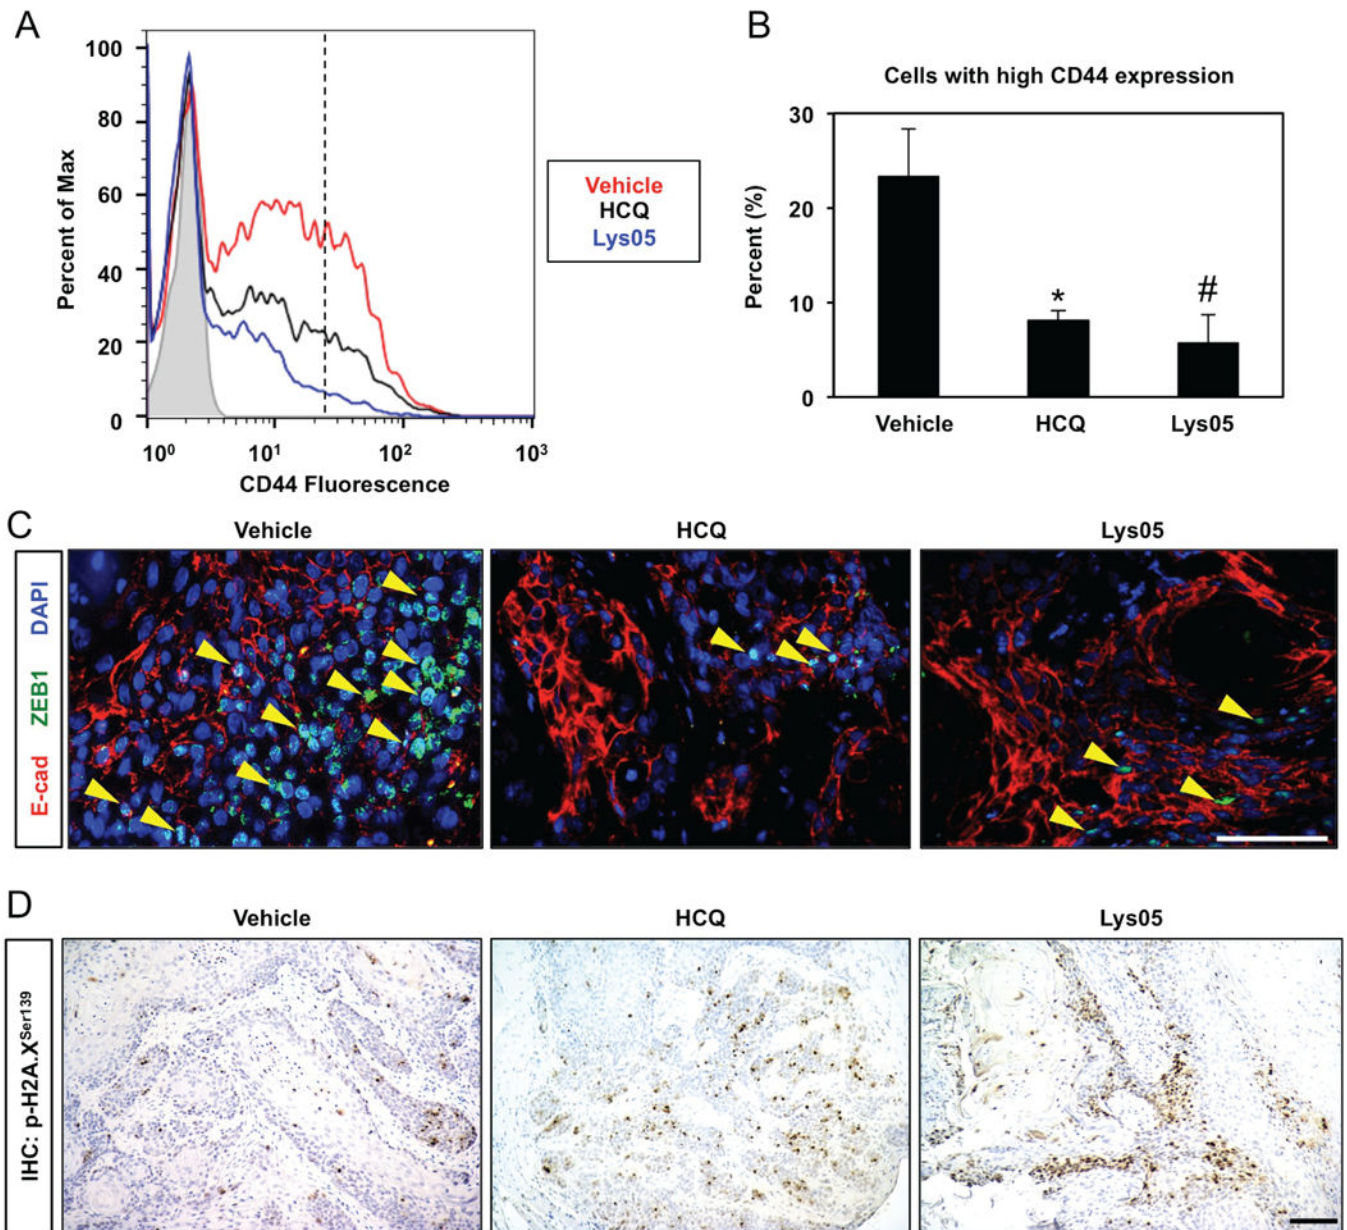 A
100
80
60
40
20
0
Percent of Max
10⁰ 10¹ 10² 10³
CD44 Fluorescence
Vehicle
HCQ
Lys05
B
Cells with high CD44 expression
30
20
10
0
Percent (%)
*
#
Vehicle HCQ Lys05
C
Vehicle HCQ Lys05
E-cad ZEB1 DAPI
D
Vehicle HCQ Lys05
IHC: p-H2A.X^Ser139